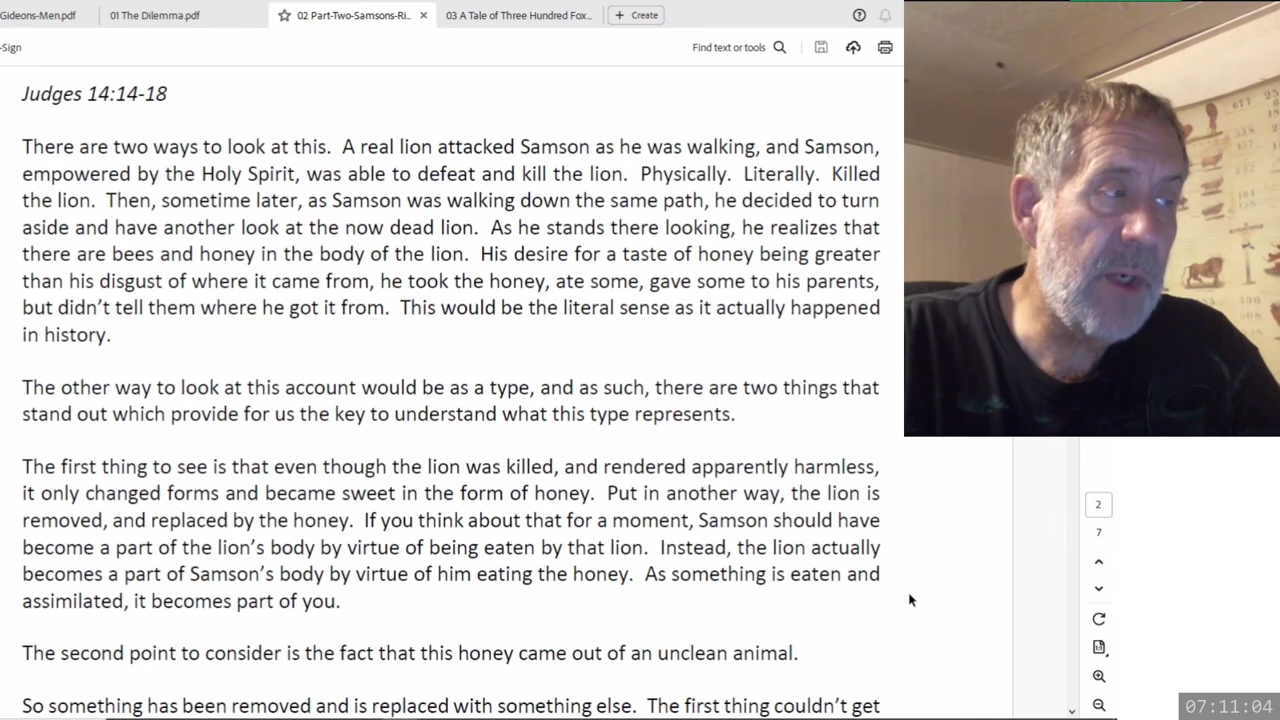 Gideons-Men.pdf 01 The Dilemma.pdf 02 Part-Two-Samsons-Ri... 03 A Tale of Three Hundred Fox... Create
-Sign Find text or tools
Judges 14:14-18
There are two ways to look at this. A real lion attacked Samson as he was walking, and Samson,
empowered by the Holy Spirit, was able to defeat and kill the lion. Physically. Literally. Killed
the lion. Then, sometime later, as Samson was walking down the same path, he decided to turn
aside and have another look at the now dead lion. As he stands there looking, he realizes that
there are bees and honey in the body of the lion. His desire for a taste of honey being greater
than his disgust of where it came from, he took the honey, ate some, gave some to his parents,
but didn't tell them where he got it from. This would be the literal sense as it actually happened
in history.
The other way to look at this account would be as a type, and as such, there are two things that
stand out which provide for us the key to understand what this type represents.
The first thing to see is that even though the lion was killed, and rendered apparently harmless,
it only changed forms and became sweet in the form of honey. Put in another way, the lion is
removed, and replaced by the honey. If you think about that for a moment, Samson should have
become a part of the lion's body by virtue of being eaten by that lion. Instead, the lion actually
becomes a part of Samson's body by virtue of him eating the honey. As something is eaten and
assimilated, it becomes part of you.
The second point to consider is the fact that this honey came out of an unclean animal.
So something has been removed and is replaced with something else. The first thing couldn't get
2
7
07:11:04